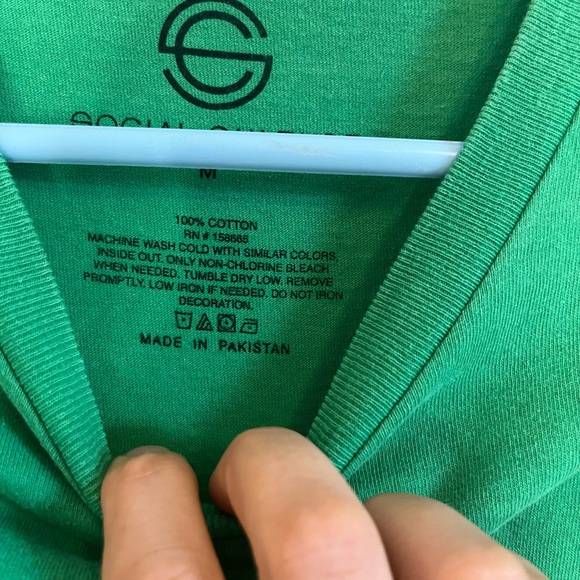 SOCIAL
M
100% COTTON
RN # 158668
MACHINE WASH COLD WITH SIMILAR COLORS,
INSIDE OUT. ONLY NON-CHLORINE BLEACH
WHEN NEEDED. TUMBLE DRY LOW. REMOVE
PROMPTLY. LOW IRON IF NEEDED. DO NOT IRON
DECORATION.
MADE IN PAKISTAN